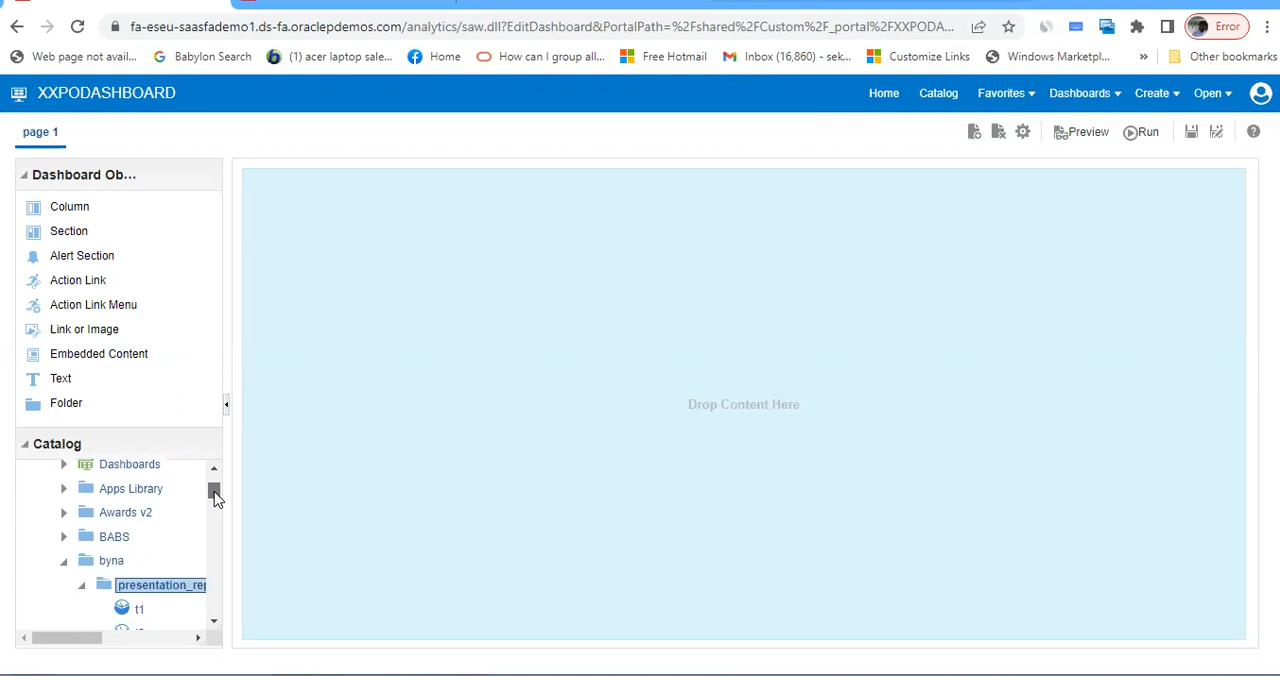 fa-eseu-saasfademo1.ds-fa.oraclepdemos.com/analytics/saw.dll?EditDashboard&PortalPath=%2Fshared%2FCustom%2F_portal%2FXXPODA...
Error
Web page not avail...
Babylon Search
(1) acer laptop sale...
Home
How can I group all...
Free Hotmail
Inbox (16,860) - sek...
Customize Links
Windows Marketpl...
»
Other bookmarks
XXPODASHBOARD
Home
Catalog
Favorites
Dashboards
Create
Open
page 1
Preview
Run
Dashboard Ob...
Column
Section
Alert Section
Action Link
Action Link Menu
Link or Image
Embedded Content
Text
Folder
Drop Content Here
Catalog
Dashboards
Apps Library
Awards v2
BABS
byna
presentation_rep
t1